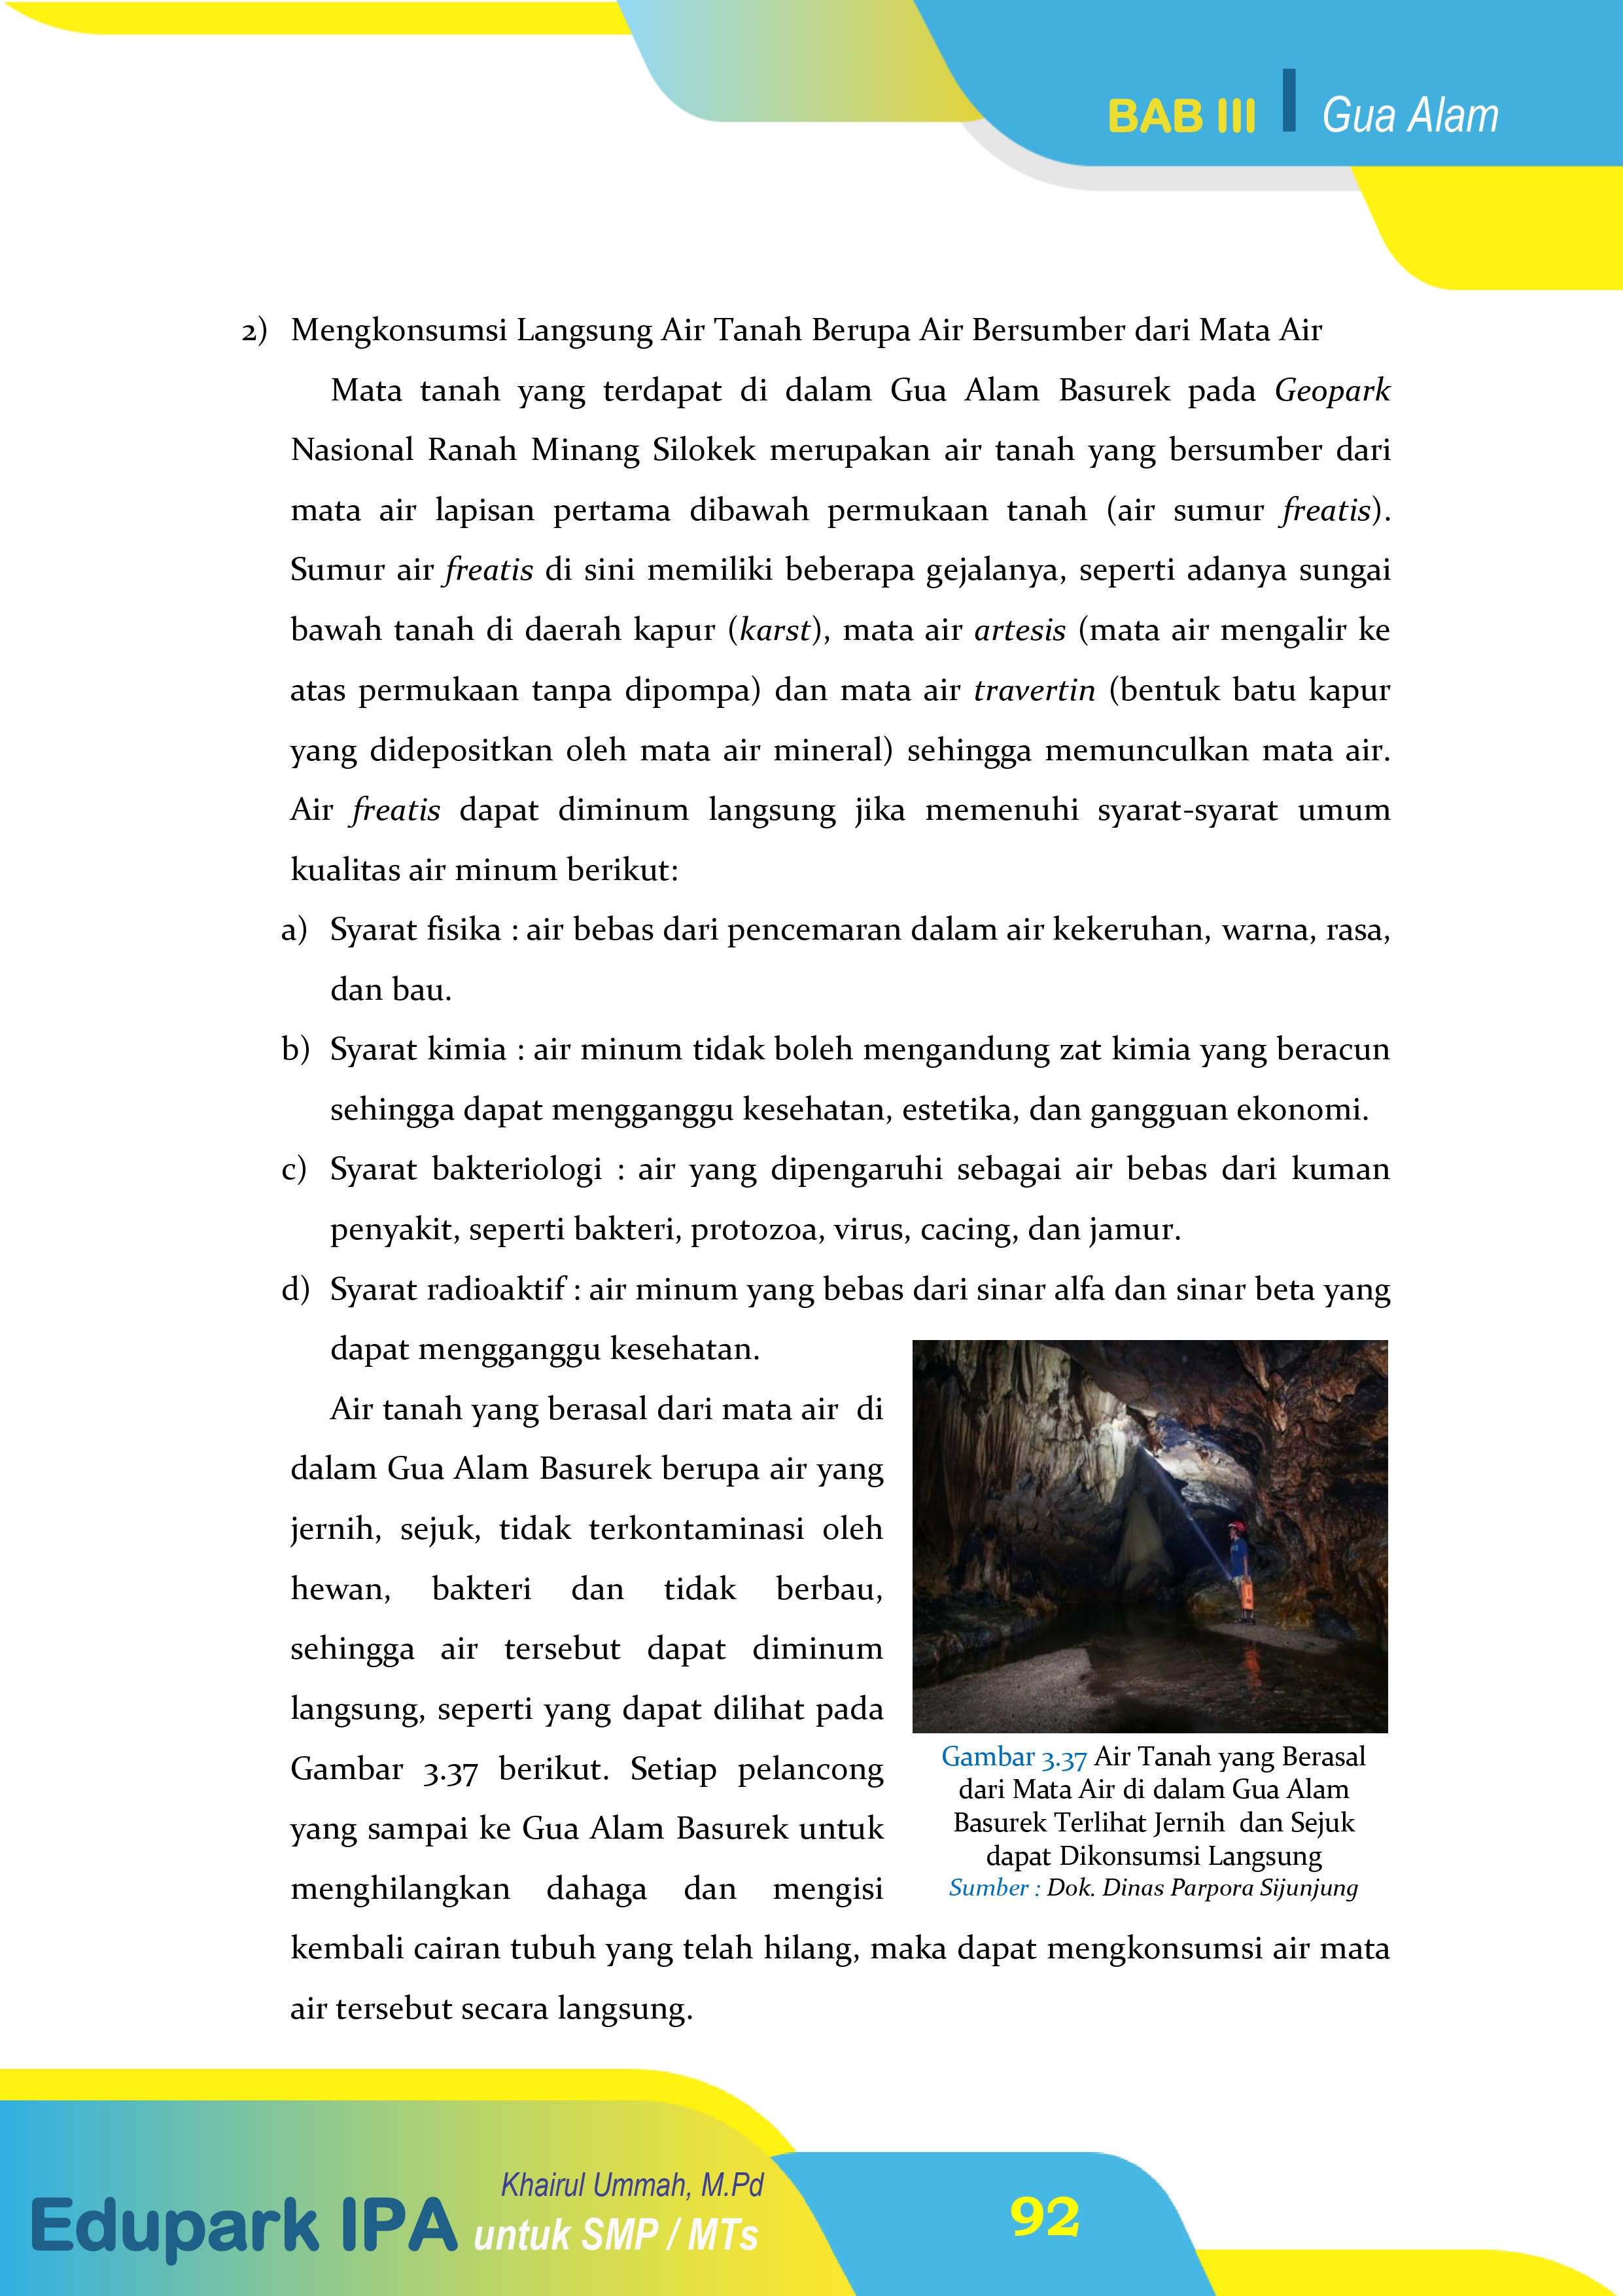 BAB III | Gua Alam
2) Mengkonsumsi Langsung Air Tanah Berupa Air Bersumber dari Mata Air
Mata tanah yang terdapat di dalam Gua Alam Basurek pada Geopark
Nasional Ranah Minang Silokek merupakan air tanah yang bersumber dari
mata air lapisan pertama dibawah permukaan tanah (air sumur freatis).
Sumur air freatis di sini memiliki beberapa gejalanya, seperti adanya sungai
bawah tanah di daerah kapur (karst), mata air artesis (mata air mengalir ke
atas permukaan tanpa dipompa) dan mata air travertin (bentuk batu kapur
yang didepositkan oleh mata air mineral) sehingga memunculkan mata air.
Air freatis dapat diminum langsung jika memenuhi syarat-syarat umum
kualitas air minum berikut:
a) Syarat fisika : air bebas dari pencemaran dalam air kekeruhan, warna, rasa,
dan bau.
b) Syarat kimia : air minum tidak boleh mengandung zat kimia yang beracun
sehingga dapat mengganggu kesehatan, estetika, dan gangguan ekonomi.
c) Syarat bakteriologi : air yang dipengaruhi sebagai air bebas dari kuman
penyakit, seperti bakteri, protozoa, virus, cacing, dan jamur.
d) Syarat radioaktif : air minum yang bebas dari sinar alfa dan sinar beta yang
dapat mengganggu kesehatan.
Air tanah yang berasal dari mata air di
dalam Gua Alam Basurek berupa air yang
jernih, sejuk, tidak terkontaminasi oleh
hewan, bakteri dan tidak berbau,
sehingga air tersebut dapat diminum
langsung, seperti yang dapat dilihat pada
Gambar 3.37 berikut. Setiap pelancong
yang sampai ke Gua Alam Basurek untuk
menghilangkan dahaga dan mengisi
kembali cairan tubuh yang telah hilang, maka dapat mengkonsumsi air mata
air tersebut secara langsung.
Gambar 3.37 Air Tanah yang Berasal
dari Mata Air di dalam Gua Alam
Basurek Terlihat Jernih dan Sejuk
dapat Dikonsumsi Langsung
Sumber : Dok. Dinas Parpora Sijunjung
Khairul Ummah, M.Pd
Edupark IPA untuk SMP / MTs
92